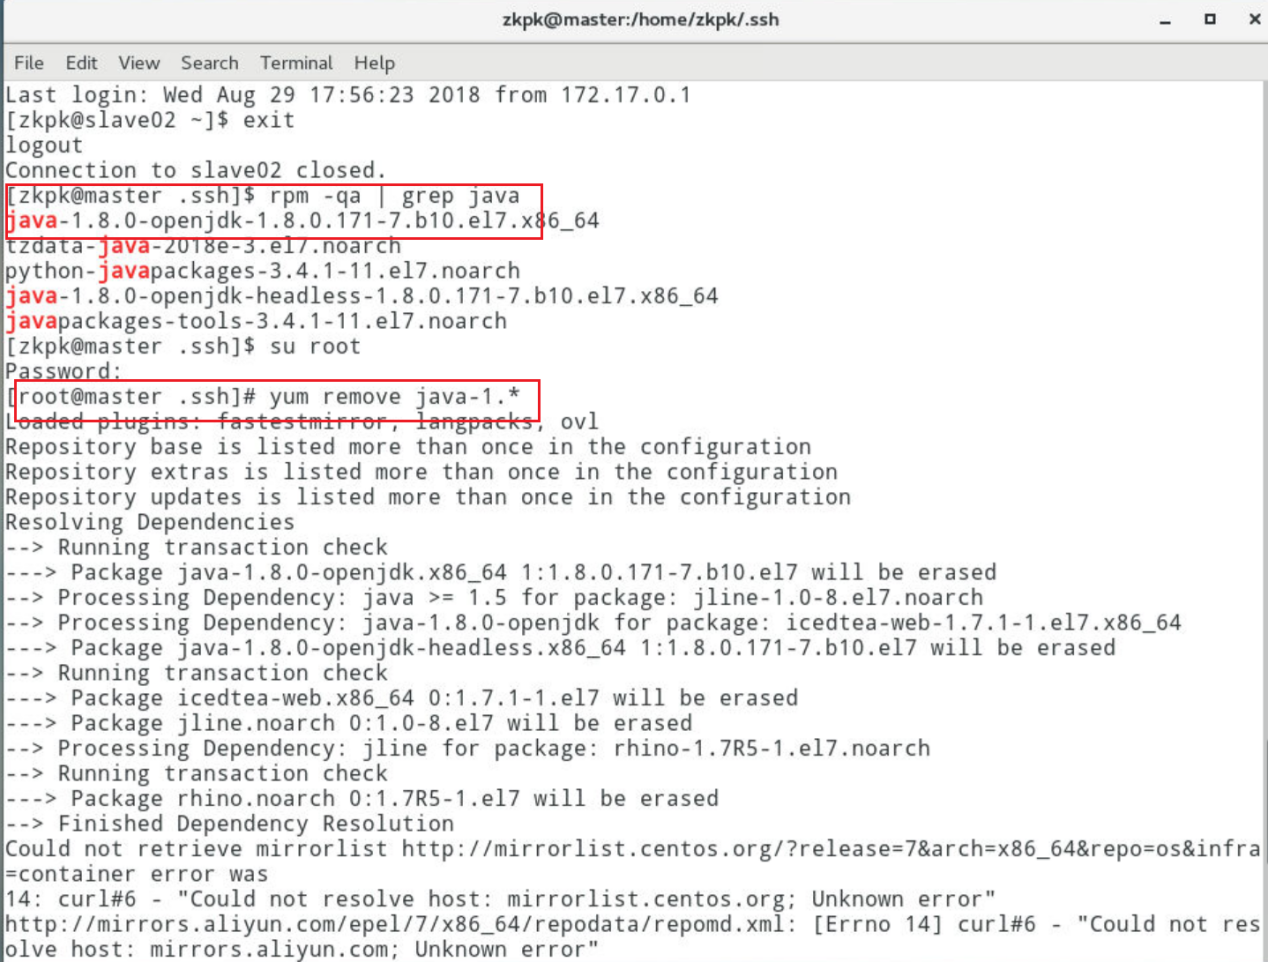 zkpk@master:/home/zkpk/.ssh
File Edit View Search Terminal Help
Last login: Wed Aug 29 17:56:23 2018 from 172.17.0.1
[zkpk@slave02 ~]$ exit
logout
Connection to slave02 closed.
[zkpk@master .ssh]$ rpm -qa | grep java
java-1.8.0-openjdk-1.8.0.171-7.b10.el7.x86_64
tzdata-java-2018e-3.el7.noarch
python-javapackages-3.4.1-11.el7.noarch
java-1.8.0-openjdk-headless-1.8.0.171-7.b10.el7.x86_64
javapackages-tools-3.4.1-11.el7.noarch
[zkpk@master .ssh]$ su root
Password:
[root@master .ssh]# yum remove java-1.*
Loaded plugins: fastestmirror, langpacks, ovl
Repository base is listed more than once in the configuration
Repository extras is listed more than once in the configuration
Repository updates is listed more than once in the configuration
Resolving Dependencies
--> Running transaction check
---> Package java-1.8.0-openjdk.x86_64 1:1.8.0.171-7.b10.el7 will be erased
--> Processing Dependency: java >= 1.5 for package: jline-1.0-8.el7.noarch
--> Processing Dependency: java-1.8.0-openjdk for package: icedtea-web-1.7.1-1.el7.x86_64
---> Package java-1.8.0-openjdk-headless.x86_64 1:1.8.0.171-7.b10.el7 will be erased
--> Running transaction check
---> Package icedtea-web.x86_64 0:1.7.1-1.el7 will be erased
---> Package jline.noarch 0:1.0-8.el7 will be erased
--> Processing Dependency: jline for package: rhino-1.7R5-1.el7.noarch
--> Running transaction check
---> Package rhino.noarch 0:1.7R5-1.el7 will be erased
--> Finished Dependency Resolution
Could not retrieve mirrorlist http://mirrorlist.centos.org/?release=7&arch=x86_64&repo=os&infra
=container error was
14: curl#6 - "Could not resolve host: mirrorlist.centos.org; Unknown error"
http://mirrors.aliyun.com/epel/7/x86_64/repodata/repomd.xml: [Errno 14] curl#6 - "Could not res
olve host: mirrors.aliyun.com; Unknown error"